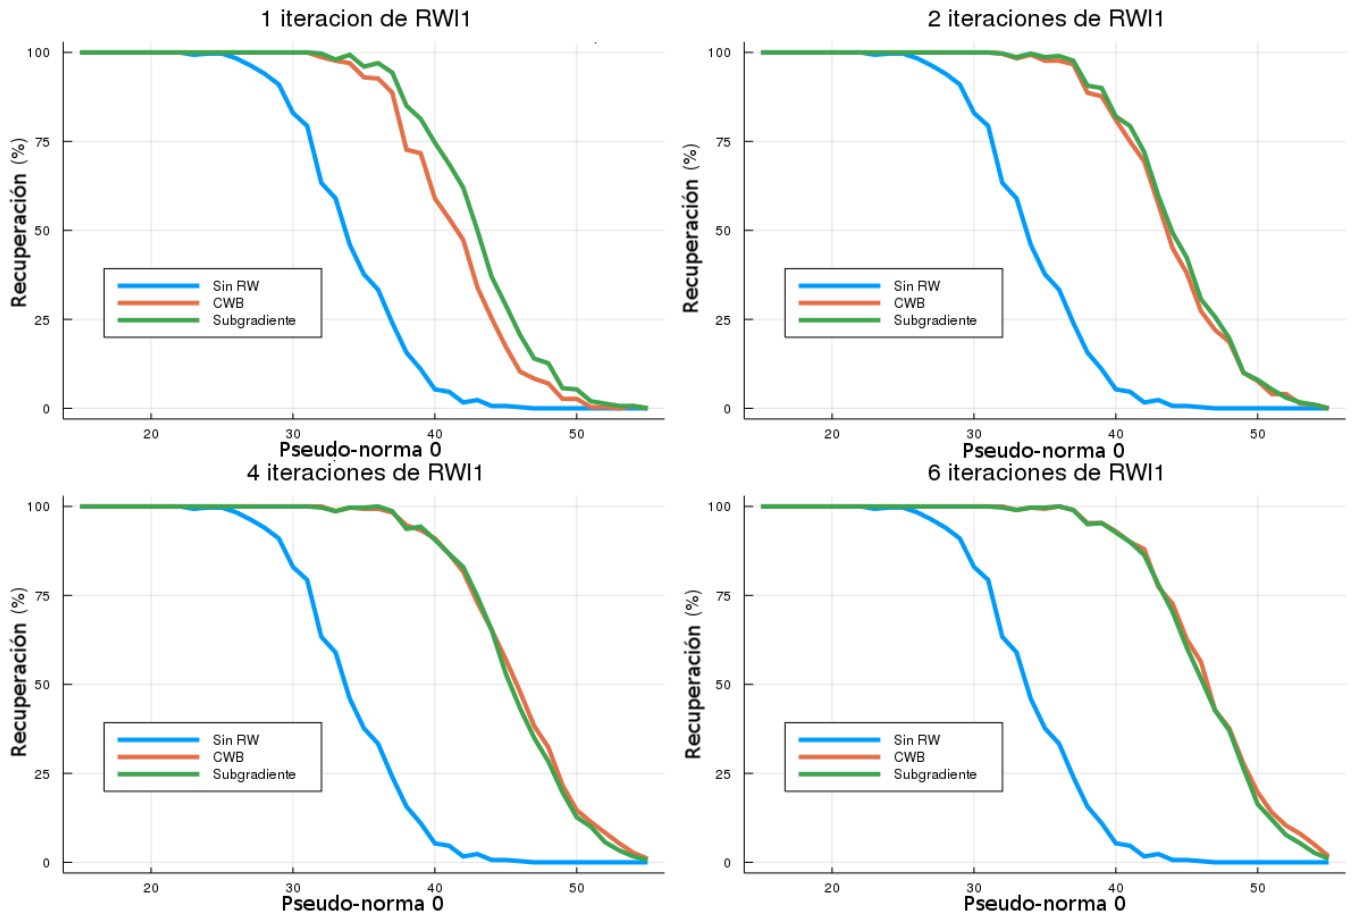 1 iteracion de RWl1
Recuperación (%)
100
75
50
25
0
Sin RW
CWB
Subgradiente
20
30
40
50
Pseudo-norma 0
2 iteraciones de RWl1
Recuperación (%)
100
75
50
25
0
Sin RW
CWB
Subgradiente
20
30
40
50
Pseudo-norma 0
4 iteraciones de RWl1
Recuperación (%)
100
75
50
25
0
Sin RW
CWB
Subgradiente
20
30
40
50
Pseudo-norma 0
6 iteraciones de RWl1
Recuperación (%)
100
75
50
25
0
Sin RW
CWB
Subgradiente
20
30
40
50
Pseudo-norma 0